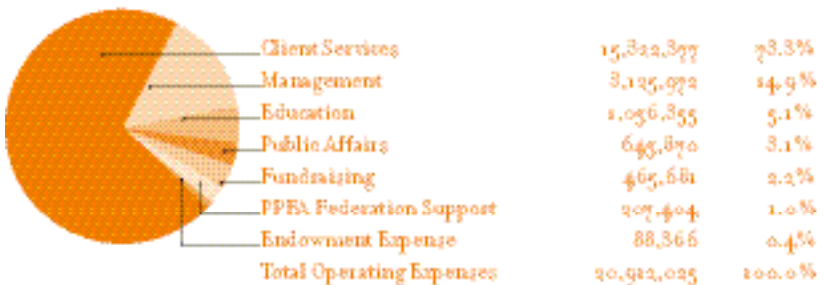 Client Services 15,322,377 73.3%
Management 3,125,972 14.9%
Education 1,056,355 5.1%
Public Affairs 645,870 3.1%
Fundraising 465,681 2.2%
PPFA Federation Support 207,404 1.0%
Endowment Expense 88,366 0.4%
Total Operating Expenses 20,912,025 100.0%